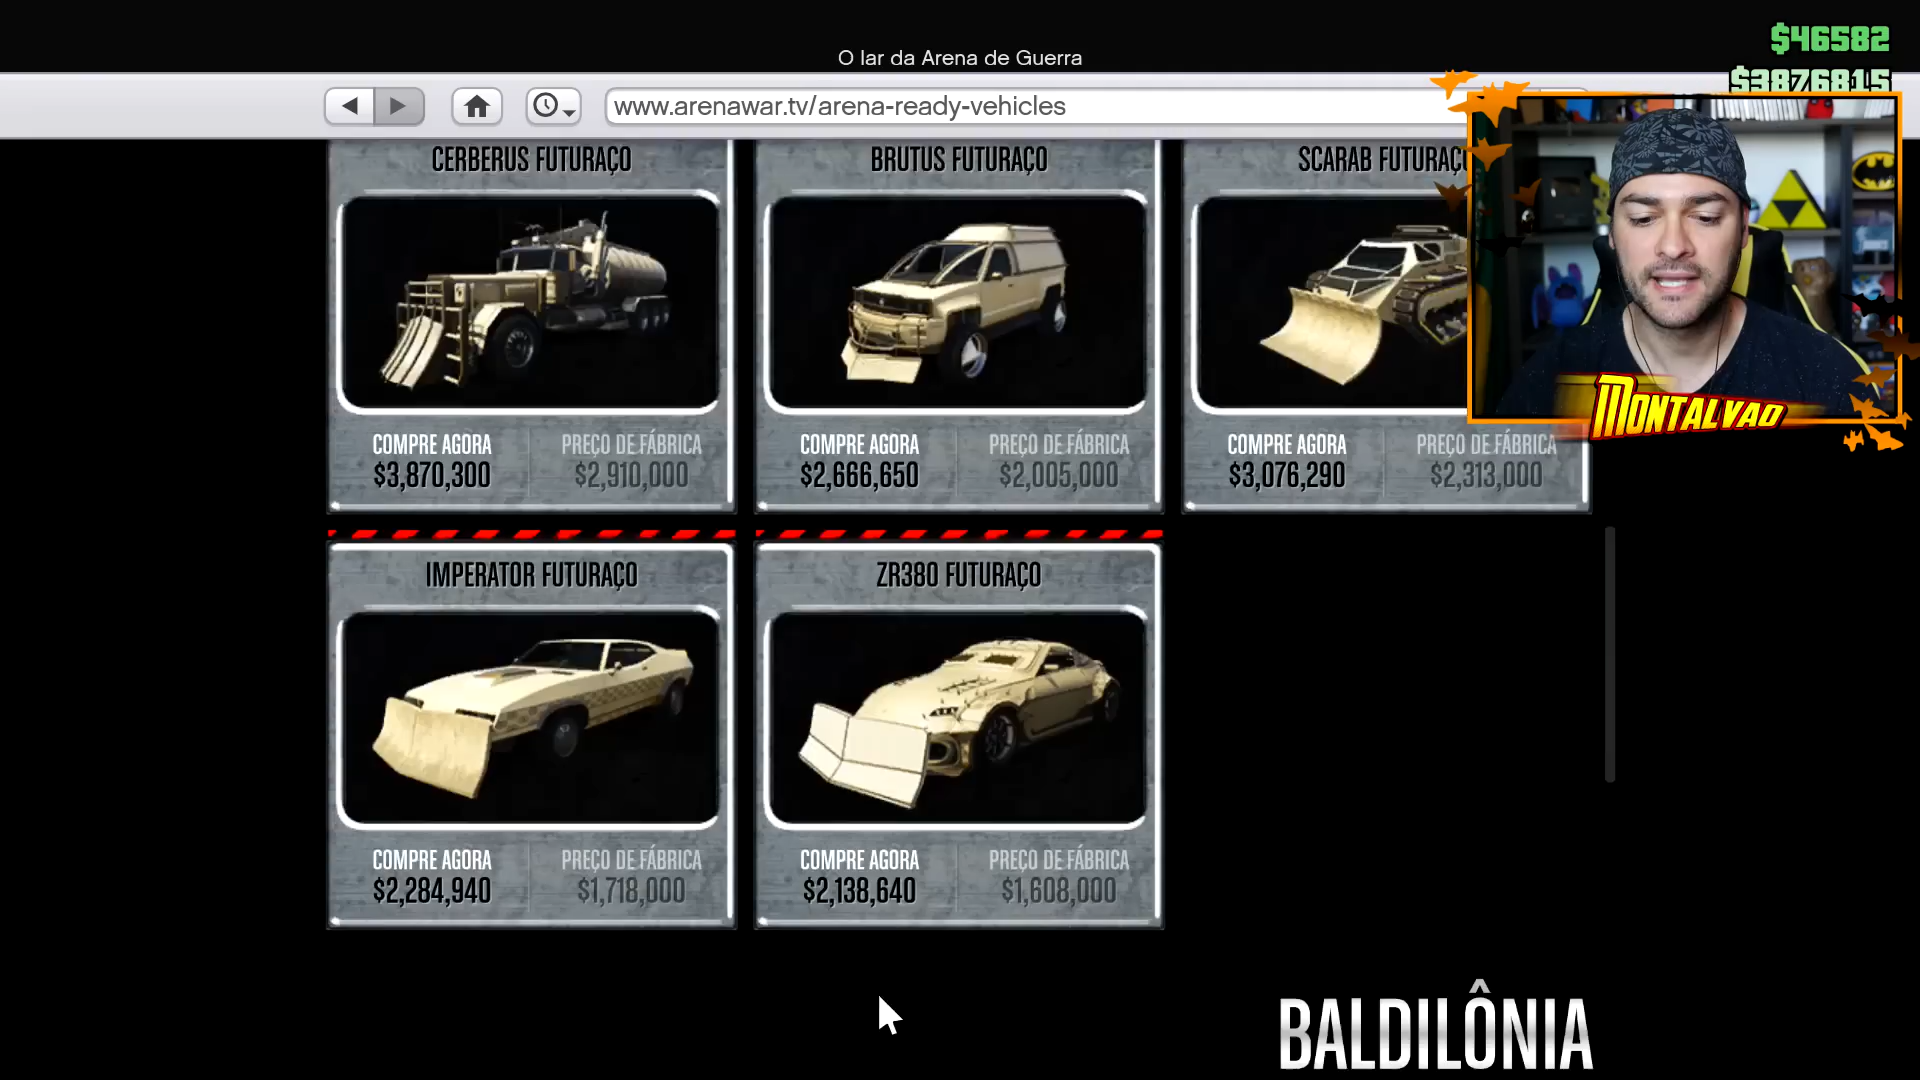 $46582
$3876815
O lar da Arena de Guerra
www.arenawar.tv/arena-ready-vehicles
CERBERUS FUTURAÇO
BRUTUS FUTURAÇO
SCARAB FUTURAÇ
MONTALVAO
COMPRE AGORA
PREÇO DE FÁBRICA
$3,870,300
$2,910,000
COMPRE AGORA
PREÇO DE FÁBRICA
$2,666,650
$2,005,000
COMPRE AGORA
PREÇO DE FÁBRICA
$3,076,290
$2,313,000
IMPERATOR FUTURAÇO
ZR380 FUTURAÇO
COMPRE AGORA
PREÇO DE FÁBRICA
$2,284,940
$1,718,000
COMPRE AGORA
PREÇO DE FÁBRICA
$2,138,640
$1,608,000
BALDILÔNIA